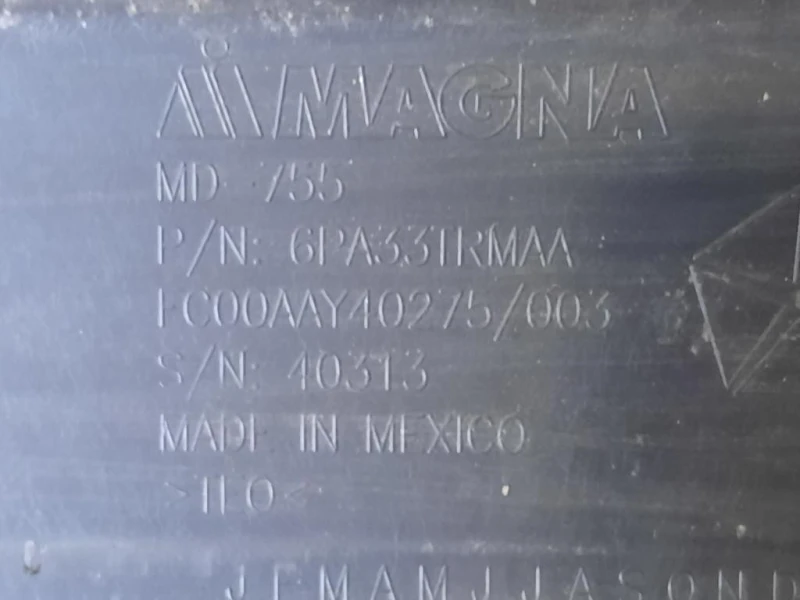 MAGNA
MD 755
P/N: 6PA33TRMAA
FC00AAY40275/003
S/N: 40313
MADE IN MEXICO
>TEO<
J F M A M J J A S O N D